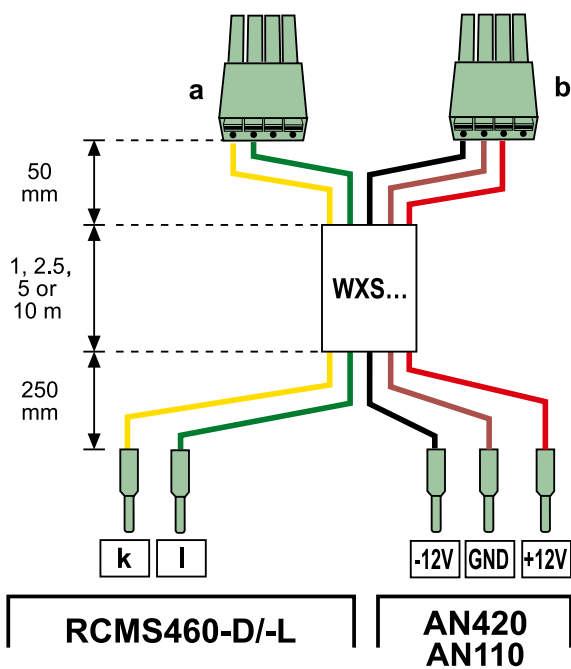 a
b
50
mm
1, 2.5,
5 or
10 m
WXS...
250
mm
k
l
-12V
GND
+12V
RCMS460-D/-L
AN420
AN110